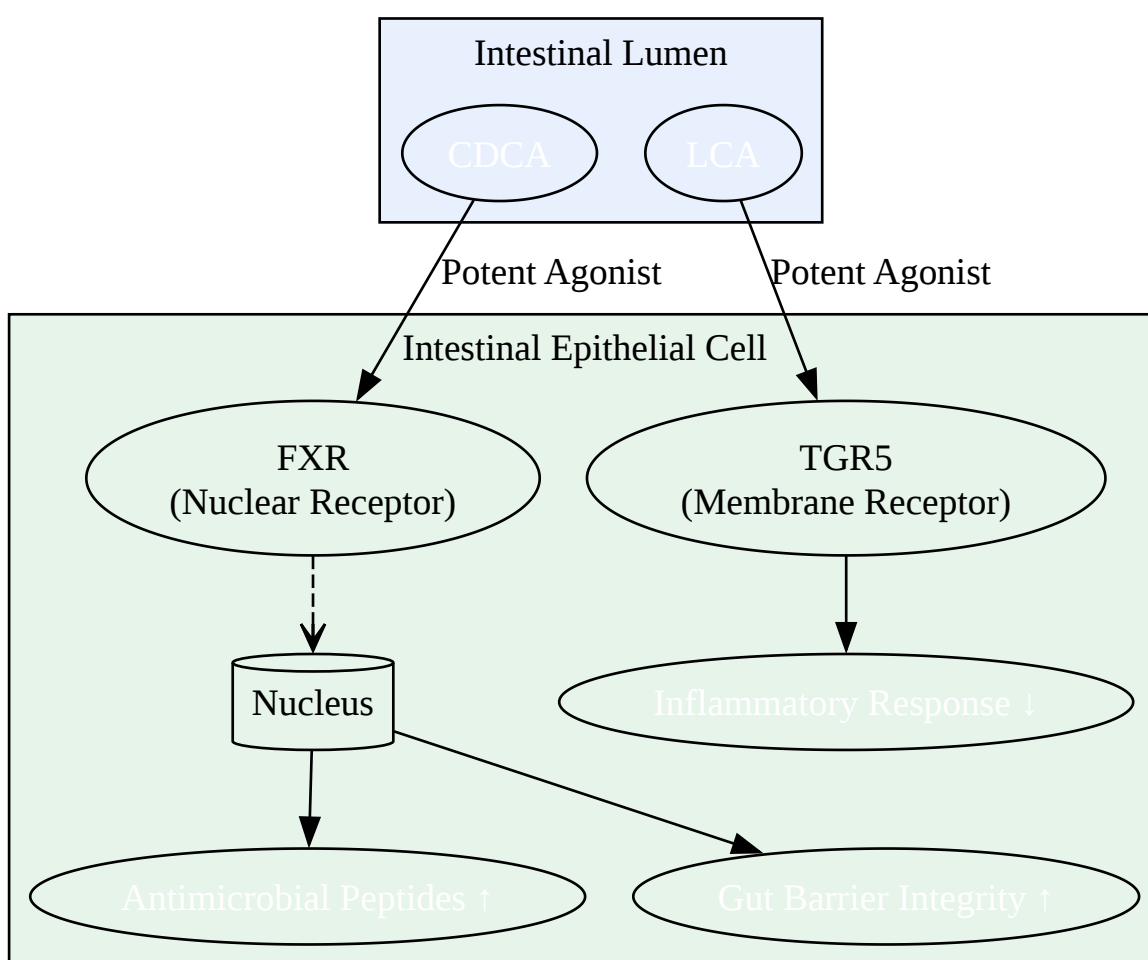 Intestinal Lumen
CDCA
LCA
Potent Agonist
Potent Agonist
Intestinal Epithelial Cell
FXR
(Nuclear Receptor)
TGR5
(Membrane Receptor)
Nucleus
Inflammatory Response ↓
Antimicrobial Peptides ↑
Gut Barrier Integrity ↑